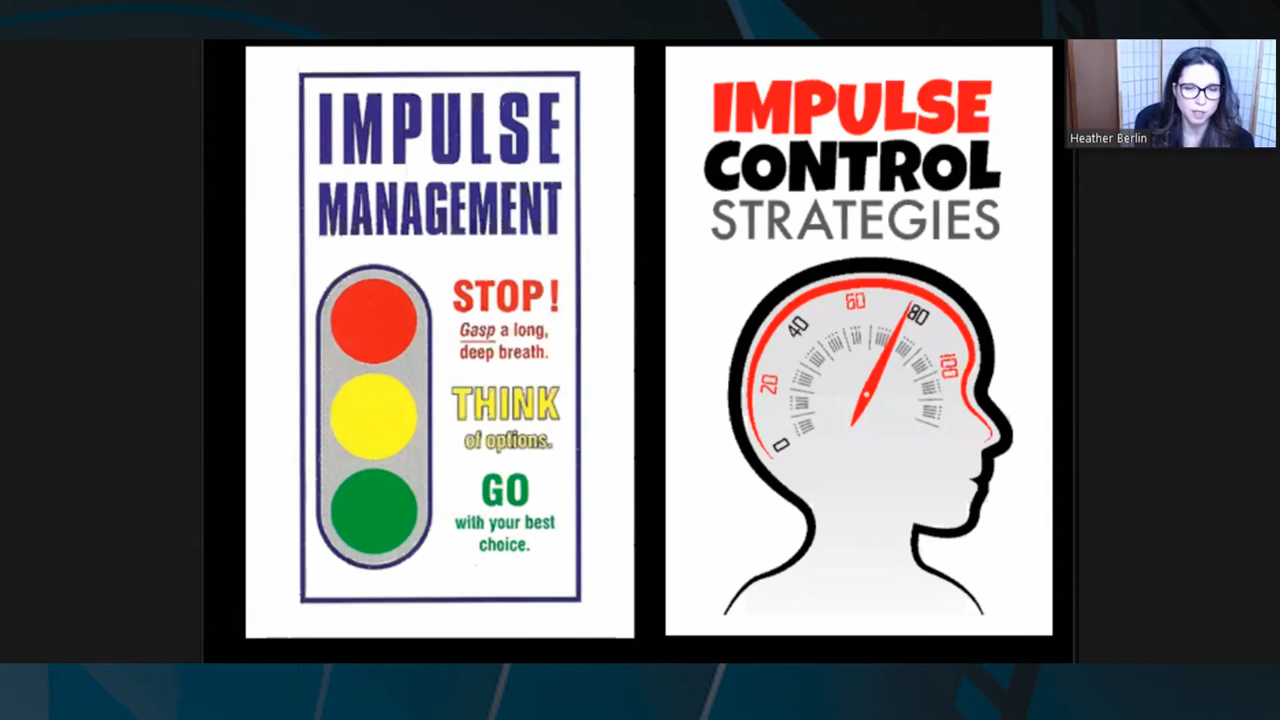 IMPULSE
MANAGEMENT
STOP!
Gasp a long,
deep breath.
THINK
of options.
GO
with your best
choice.
IMPULSE
CONTROL
STRATEGIES
0
20
40
60
80
100
Heather Berlin